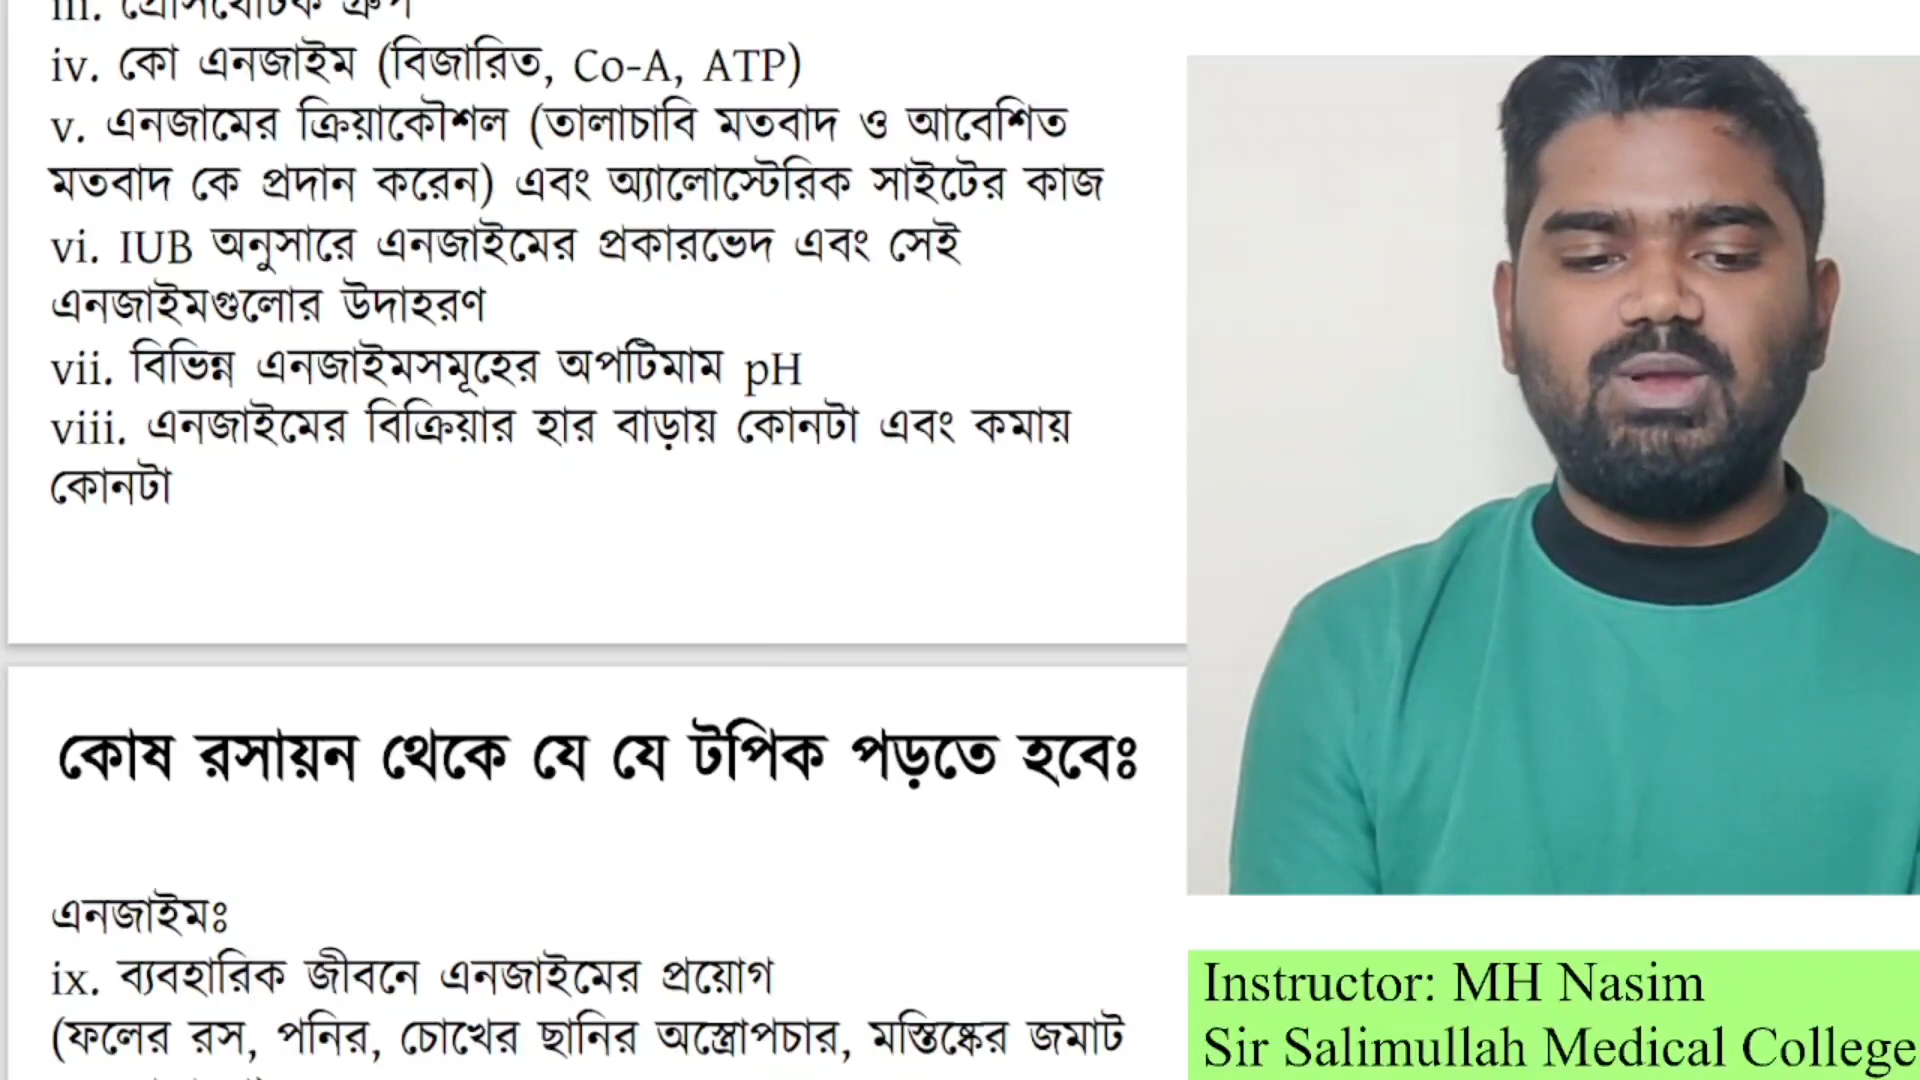 iii. প্রোসথেটিক গ্রুপ
iv. কো এনজাইম (বিজারিত, Co-A, ATP)
v. এনজামের ক্রিয়াকৌশল (তালাচাবি মতবাদ ও আবেশিত
মতবাদ কে প্রদান করেন) এবং অ্যালোস্টেরিক সাইটের কাজ
vi. IUB অনুসারে এনজাইমের প্রকারভেদ এবং সেই
এনজাইমগুলোর উদাহরণ
vii. বিভিন্ন এনজাইমসমূহের অপটিমাম pH
viii. এনজাইমের বিক্রিয়ার হার বাড়ায় কোনটা এবং কমায়
কোনটা
কোষ রসায়ন থেকে যে যে টপিক পড়তে হবেঃ
এনজাইমঃ
ix. ব্যবহারিক জীবনে এনজাইমের প্রয়োগ
(ফলের রস, পনির, চোখের ছানির অস্ত্রোপচার, মস্তিষ্কের জমাট
Instructor: MH Nasim
Sir Salimullah Medical College